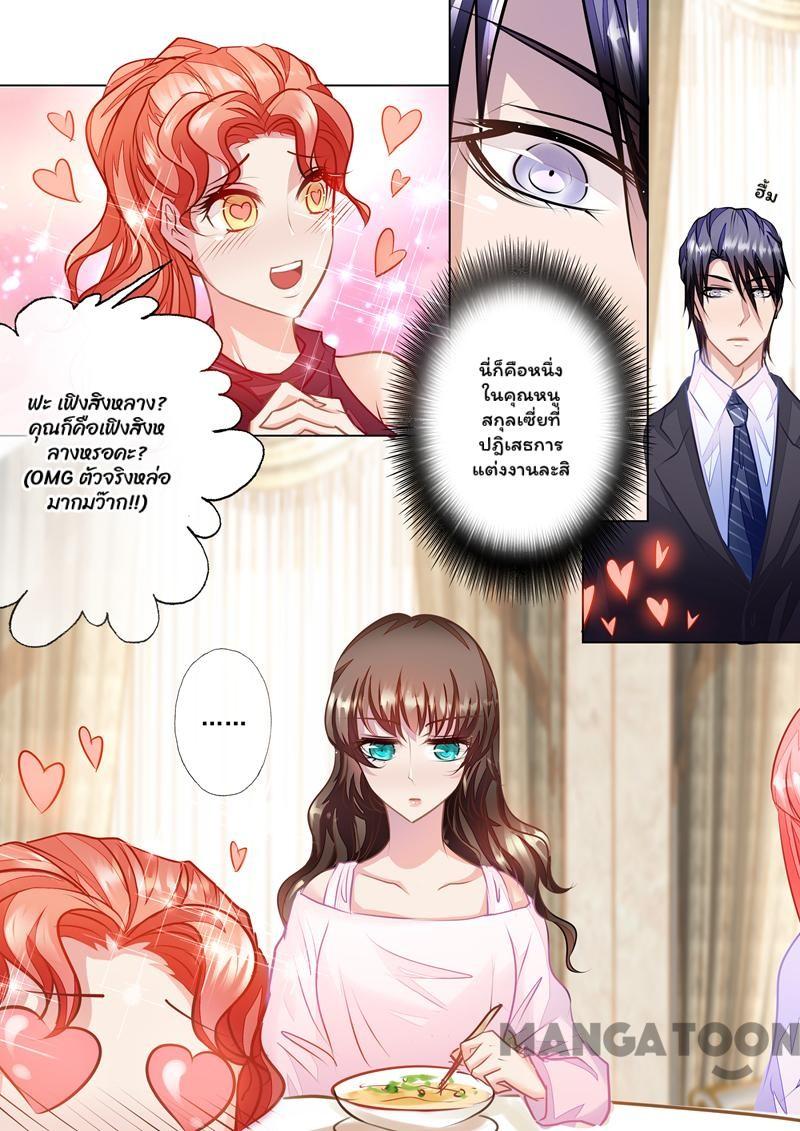 ฮึ่ม
นี่ก็คือหนึ่ง
ในคุณหนู
สกุลเซี่ยที่
ปฏิเสธการ
แต่งงานละสิ
ฟะ เฟิงสิงหลาง?
คุณก็คือเฟิงสิงห
ลางหรอคะ?
(OMG ตัวจริงหล่อ
มากมว๊าก!!)
......
MANGATOON